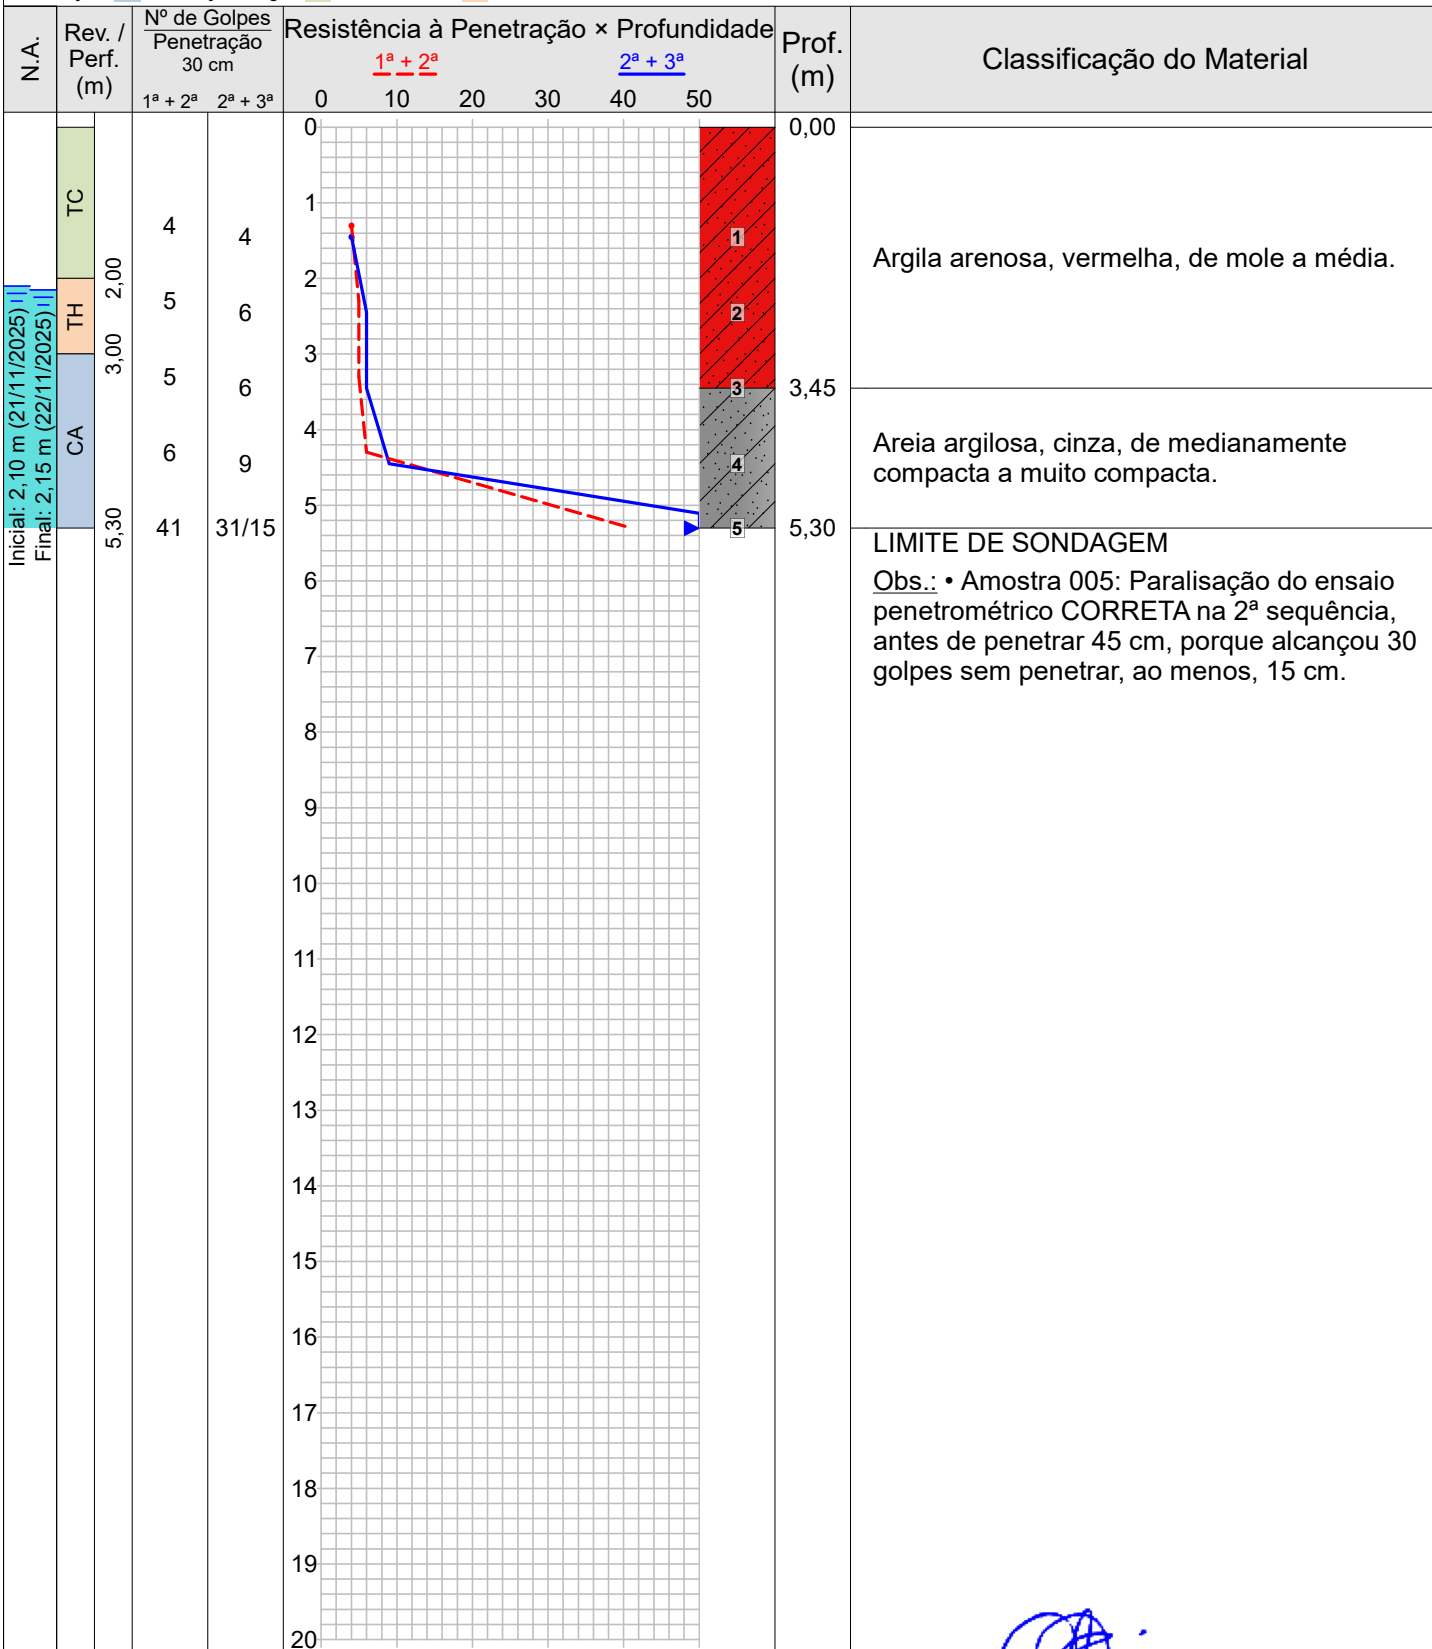 N.A.
Rev. /
Perf.
(m)
Nº de Golpes
Penetração
30 cm
1ª + 2ª 2ª + 3ª
Resistência à Penetração × Profundidade
1ª + 2ª 2ª + 3ª
0 10 20 30 40 50
Prof.
(m)
Classificação do Material
Inicial: 2,10 m (21/11/2025)
Final: 2,15 m (22/11/2025)
TC
2,00
TH
3,00
CA
5,30
4 4
5 6
5 6
6 9
41 31/15
0
1
2
3
4
5
6
7
8
9
10
11
12
13
14
15
16
17
18
19
20
1
2
3
4
5
0,00
3,45
5,30
Argila arenosa, vermelha, de mole a média.
Areia argilosa, cinza, de medianamente
compacta a muito compacta.
LIMITE DE SONDAGEM
Obs.: • Amostra 005: Paralisação do ensaio
penetrométrico CORRETA na 2ª sequência,
antes de penetrar 45 cm, porque alcançou 30
golpes sem penetrar, ao menos, 15 cm.